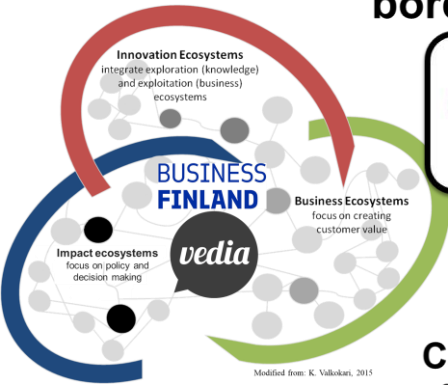 Innovation Ecosystems
integrate exploration (knowledge)
and exploitation (business)
ecosystems
BUSINESS
FINLAND
Business Ecosystems
focus on creating
customer value
vedia
Impact ecosystems
focus on policy and
decision making
Modified from: K. Valkokari, 2015